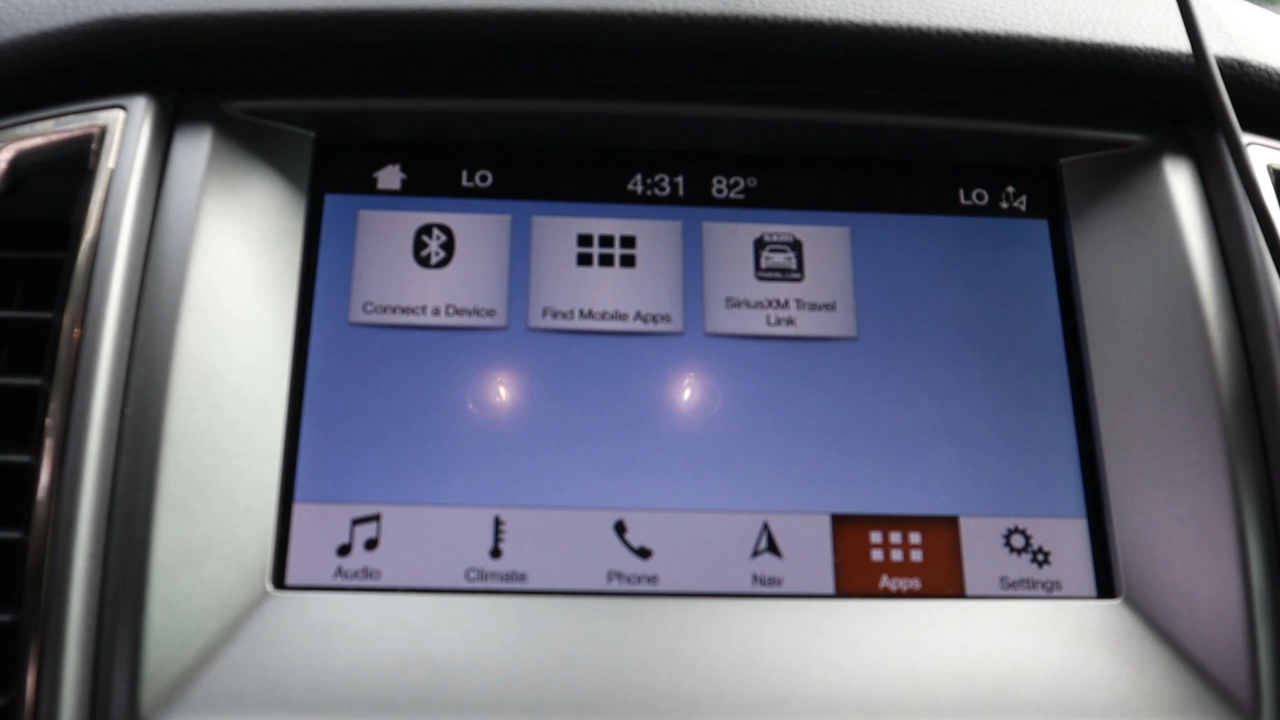 LO 4:31 82° LO
Connect a Device
Find Mobile Apps
SiriusXM Travel
Link
Audio
Climate
Phone
Nav
Apps
Settings